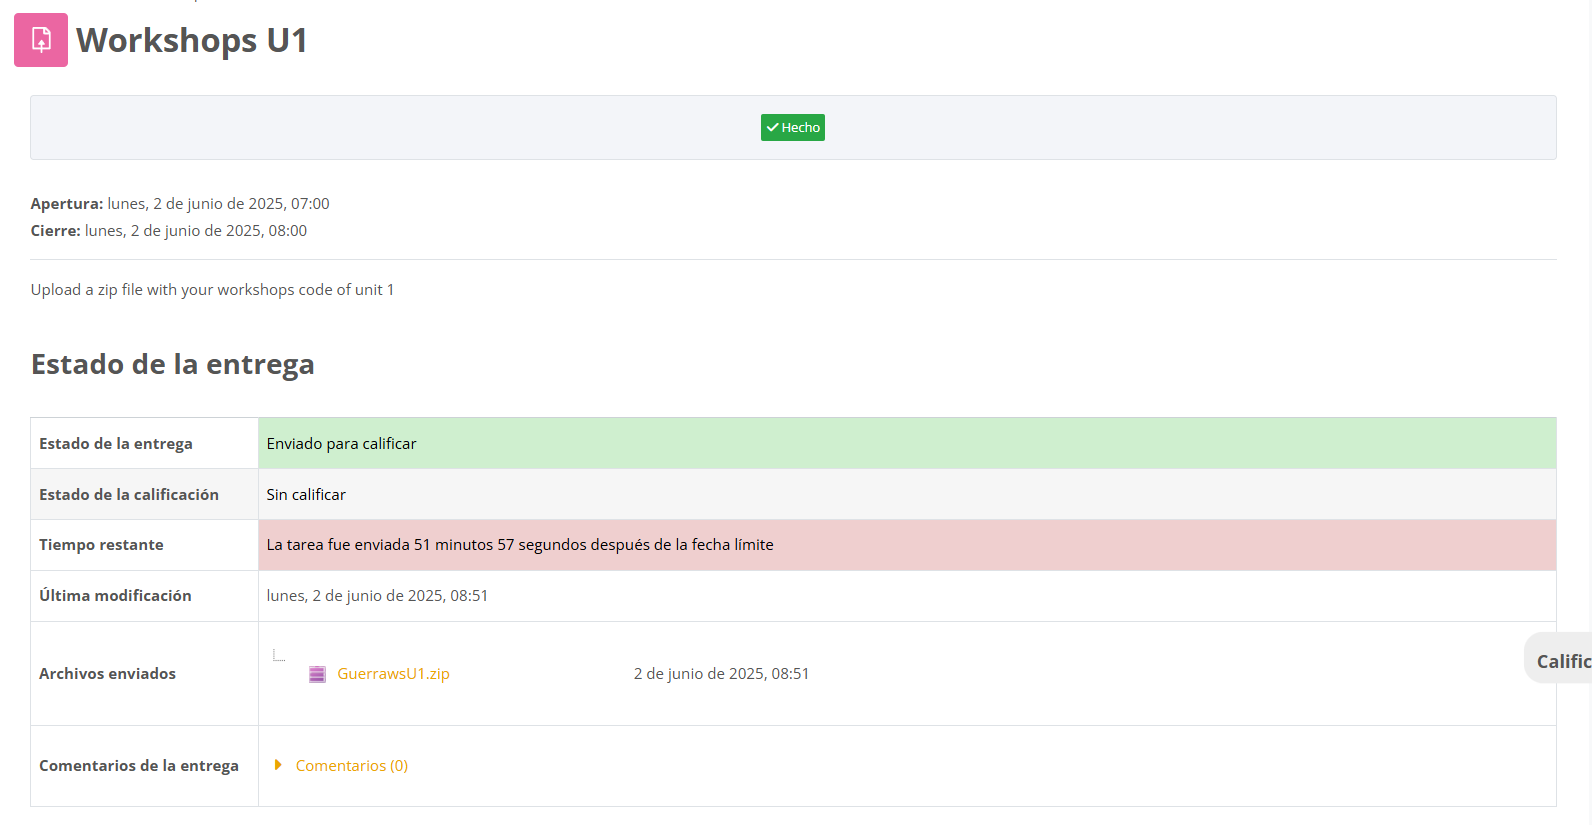 Workshops U1
Hecho
Apertura: lunes, 2 de junio de 2025, 07:00
Cierre: lunes, 2 de junio de 2025, 08:00
Upload a zip file with your workshops code of unit 1
Estado de la entrega
Estado de la entrega Enviado para calificar
Estado de la calificación Sin calificar
Tiempo restante La tarea fue enviada 51 minutos 57 segundos después de la fecha límite
Última modificación lunes, 2 de junio de 2025, 08:51
Archivos enviados GuerrawsU1.zip 2 de junio de 2025, 08:51
Calific
Comentarios de la entrega Comentarios (0)